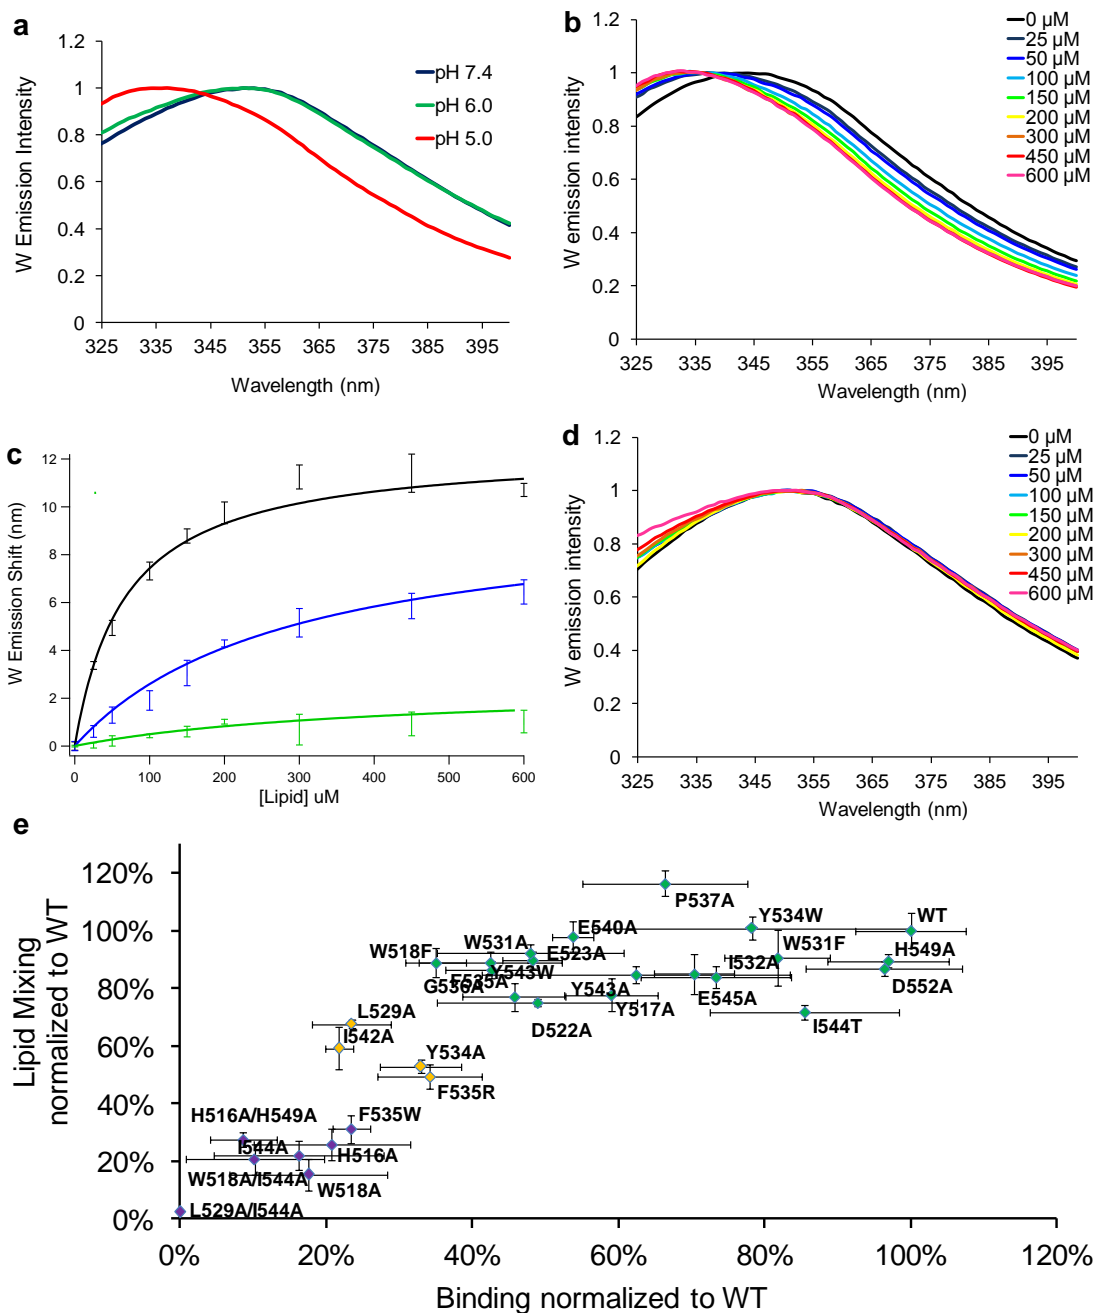 a
1.2
1
0.8
0.6
0.4
0.2
0
W Emission Intensity
pH 7.4
pH 6.0
pH 5.0
325 335 345 355 365 375 385 395
Wavelength (nm)
b
1.2
1
0.8
0.6
0.4
0.2
0
W emission intensity
0 µM
25 µM
50 µM
100 µM
150 µM
200 µM
300 µM
450 µM
600 µM
325 335 345 355 365 375 385 395
Wavelength (nm)
c
12
10
8
6
4
2
0
W Emission Shift (nm)
0 100 200 300 400 500 600
[Lipid] uM
d
1.2
1
0.8
0.6
0.4
0.2
0
W emission intensity
0 µM
25 µM
50 µM
100 µM
150 µM
200 µM
300 µM
450 µM
600 µM
325 335 345 355 365 375 385 395
Wavelength (nm)
e
120%
100%
80%
60%
40%
20%
0%
Lipid Mixing
normalized to WT
P537A
WT
Y534W
E540A
W531A
W518F
E523A
W531F
H549A
I532A
Y543W
F535A
G536A
Y543A
D552A
E545A
Y517A
D522A
I544T
L529A
I542A
Y534A
F535R
H516A/H549A
F535W
I544A
H516A
W518A/I544A
W518A
L529A/I544A
0% 20% 40% 60% 80% 100% 120%
Binding normalized to WT